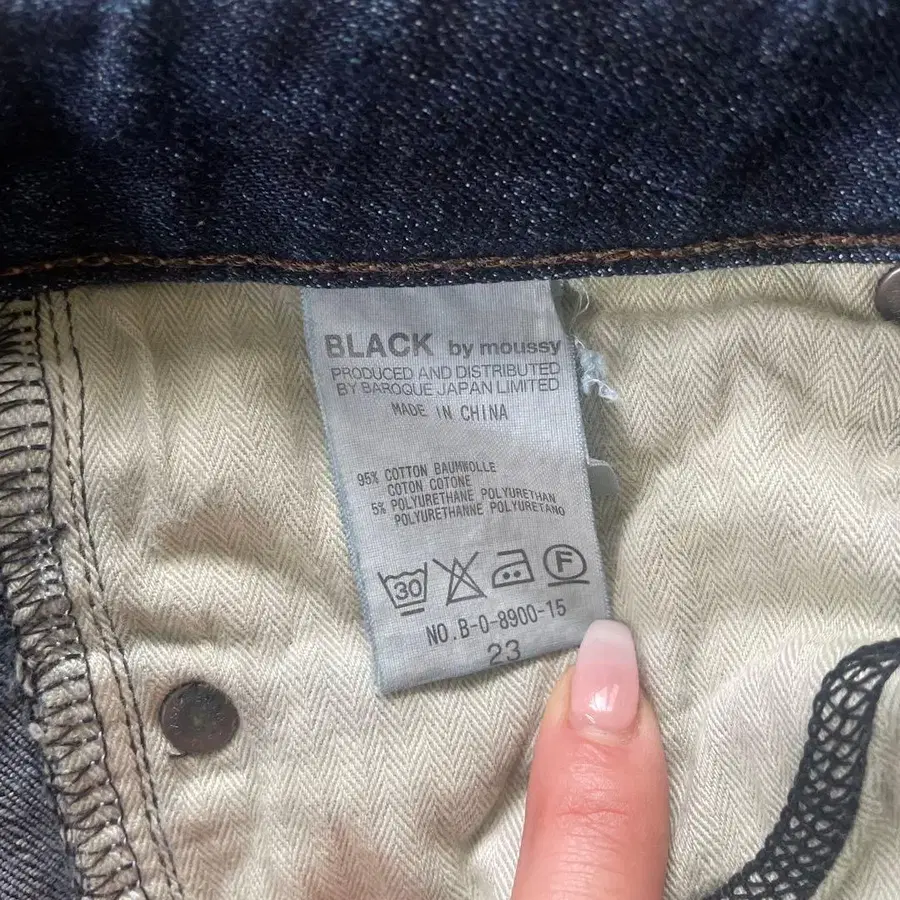 BLACK by moussy
PRODUCED AND DISTRIBUTED
BY BAROQUE JAPAN LIMITED
MADE IN CHINA
95% COTTON BAUMWOLLE
COTON COTONE
5% POLYURETHANE POLYURETHAN
POLYURETHANNE POLYURETANO
30 F
NO.B-0-8900-15
23